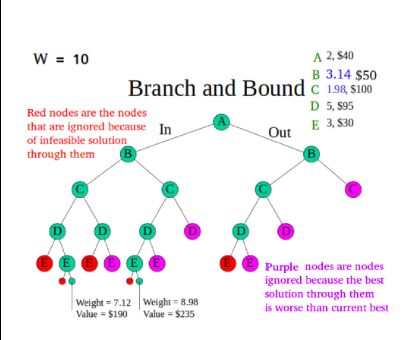 W = 10
A 2, $40
B 3.14 $50
C 1.98, $100
D 5, $95
E 3, $30
Branch and Bound
Red nodes are the nodes
that are ignored because
of infeasible solution
through them
In
Out
A
B
B
C
C
C
C
D
D
D
D
D
D
E
E
E
E
E
E
E
E
Weight = 7.12
Value = $190
Weight = 8.98
Value = $235
Purple nodes are nodes
ignored because the best
solution through them
is worse than current best